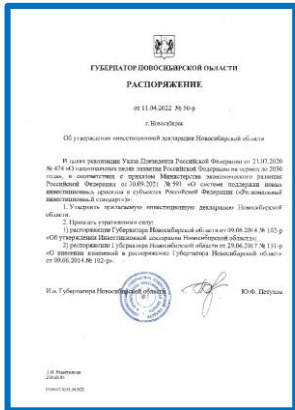 ГУБЕРНАТОР НОВОСИБИРСКОЙ ОБЛАСТИ
РАСПОРЯЖЕНИЕ
от 11.04.2022 № 50-р
г. Новосибирск
Об утверждении инвестиционной декларации Новосибирской области
В целях реализации Указа Президента Российской Федерации от 21.07.2020
№ 474 «О национальных целях развития Российской Федерации на период до 2030
года», в соответствии с приказом Министерства экономического развития
Российской Федерации от 30.09.2021 № 591 «О системе поддержки новых
инвестиционных проектов в субъектах Российской Федерации («Региональный
инвестиционный стандарт»)»:
1. Утвердить прилагаемую инвестиционную декларацию Новосибирской
области.
2. Признать утратившими силу:
1) распоряжение Губернатора Новосибирской области от 09.06.2014 № 102-р
«Об утверждении Инвестиционной декларации Новосибирской области»;
2) распоряжение Губернатора Новосибирской области от 29.06.2017 № 131-р
«О внесении изменений в распоряжение Губернатора Новосибирской области
от 09.06.2014 № 102-р».
И.о. Губернатора Новосибирской области
Ю.Ф. Петухов